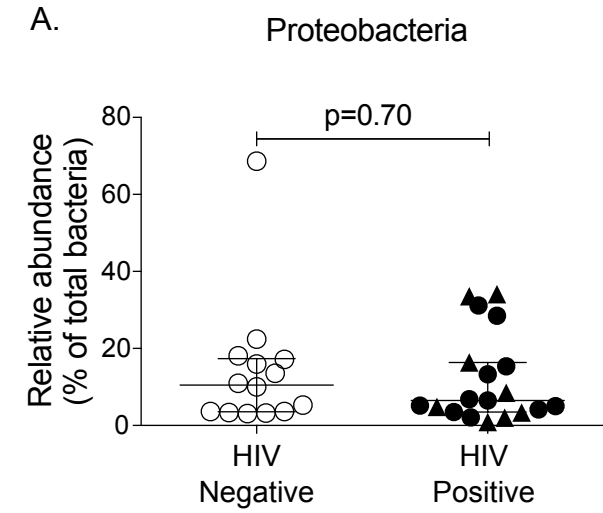 A.
Proteobacteria
p=0.70
Relative abundance
(% of total bacteria)
80
60
40
20
0
HIV
Negative
HIV
Positive